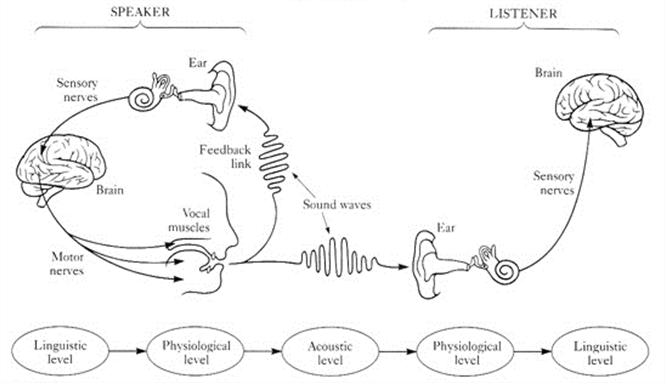 SPEAKER
LISTENER
Ear
Sensory
nerves
Brain
Feedback
link
Brain
Sensory
nerves
Vocal
muscles
Sound waves
Motor
nerves
Ear
Linguistic
level
Physiological
level
Acoustic
level
Physiological
level
Linguistic
level